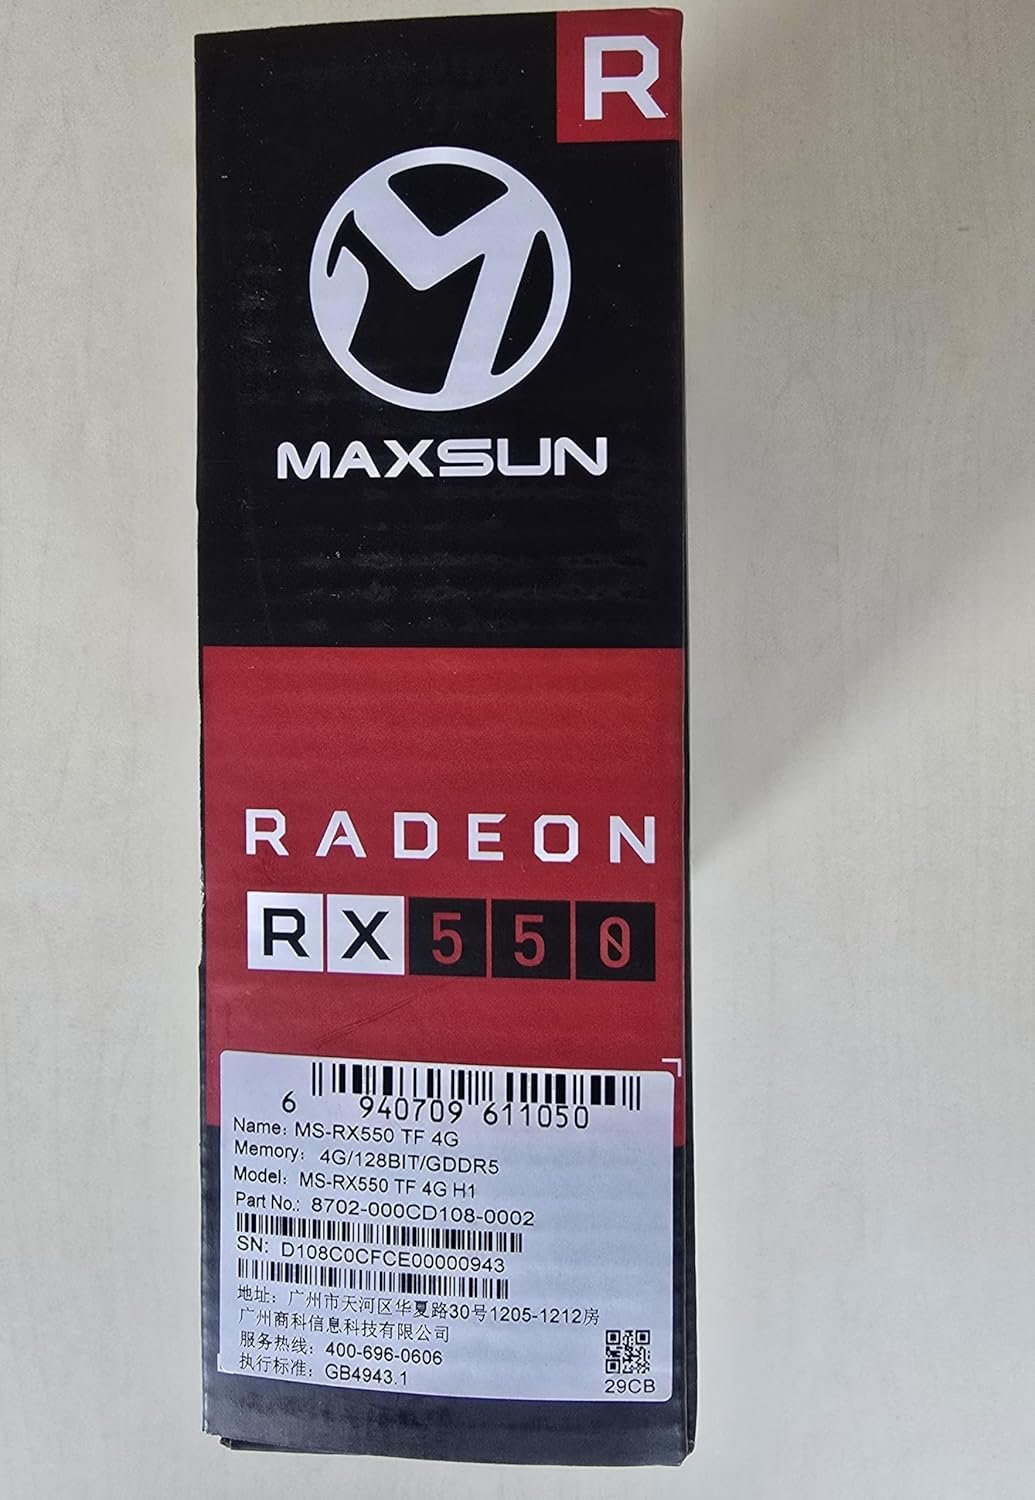 R
MAXSUN
RADEON
RX550
6 940709 611050
Name: MS-RX550 TF 4G
Memory: 4G/128BIT/GDDR5
Model: MS-RX550 TF 4G H1
Part No.: 8702-000CD108-0002
SN: D108C0CFCE00000943
地址: 广州市天河区华夏路30号1205-1212房
广州商科信息科技有限公司
服务热线: 400-696-0606
执行标准: GB4943.1
29CB